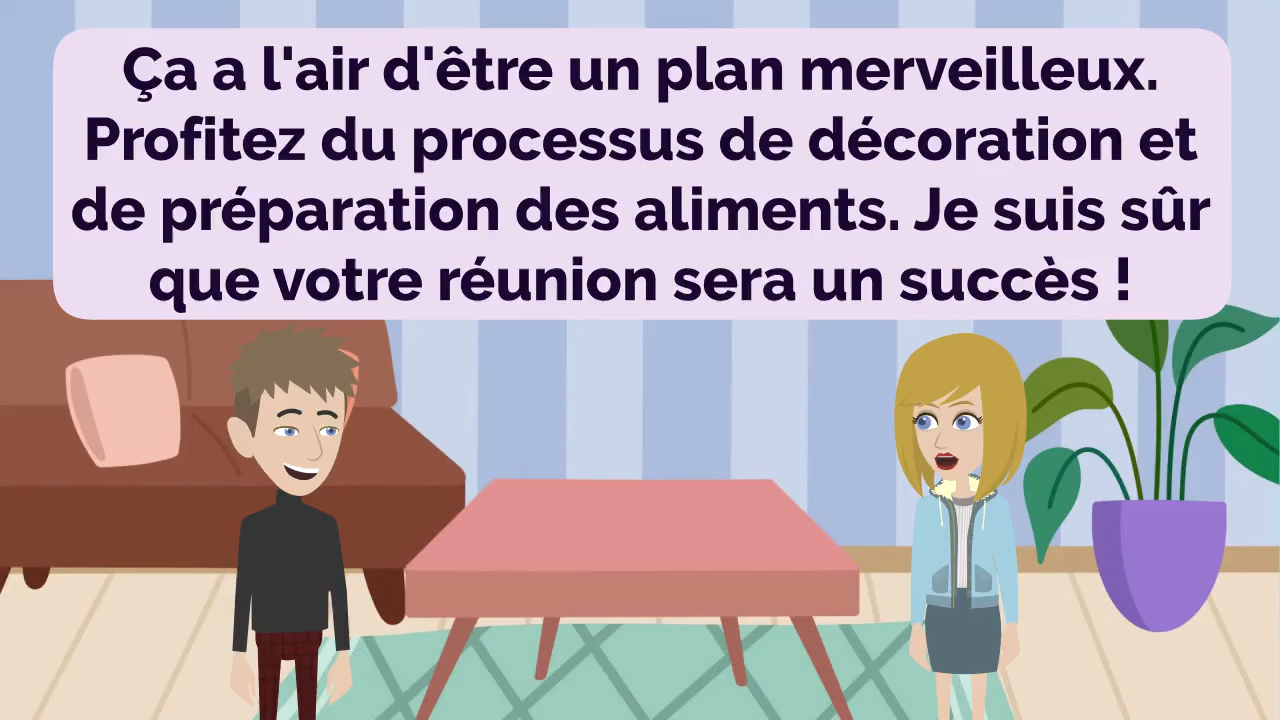 Ça a l'air d'être un plan merveilleux.
Profitez du processus de décoration et
de préparation des aliments. Je suis sûr
que votre réunion sera un succès !